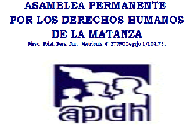 ASAMBLEA PERMANENTE
POR LOS DERECHOS HUMANOS
DE LA MATANZA
apdh